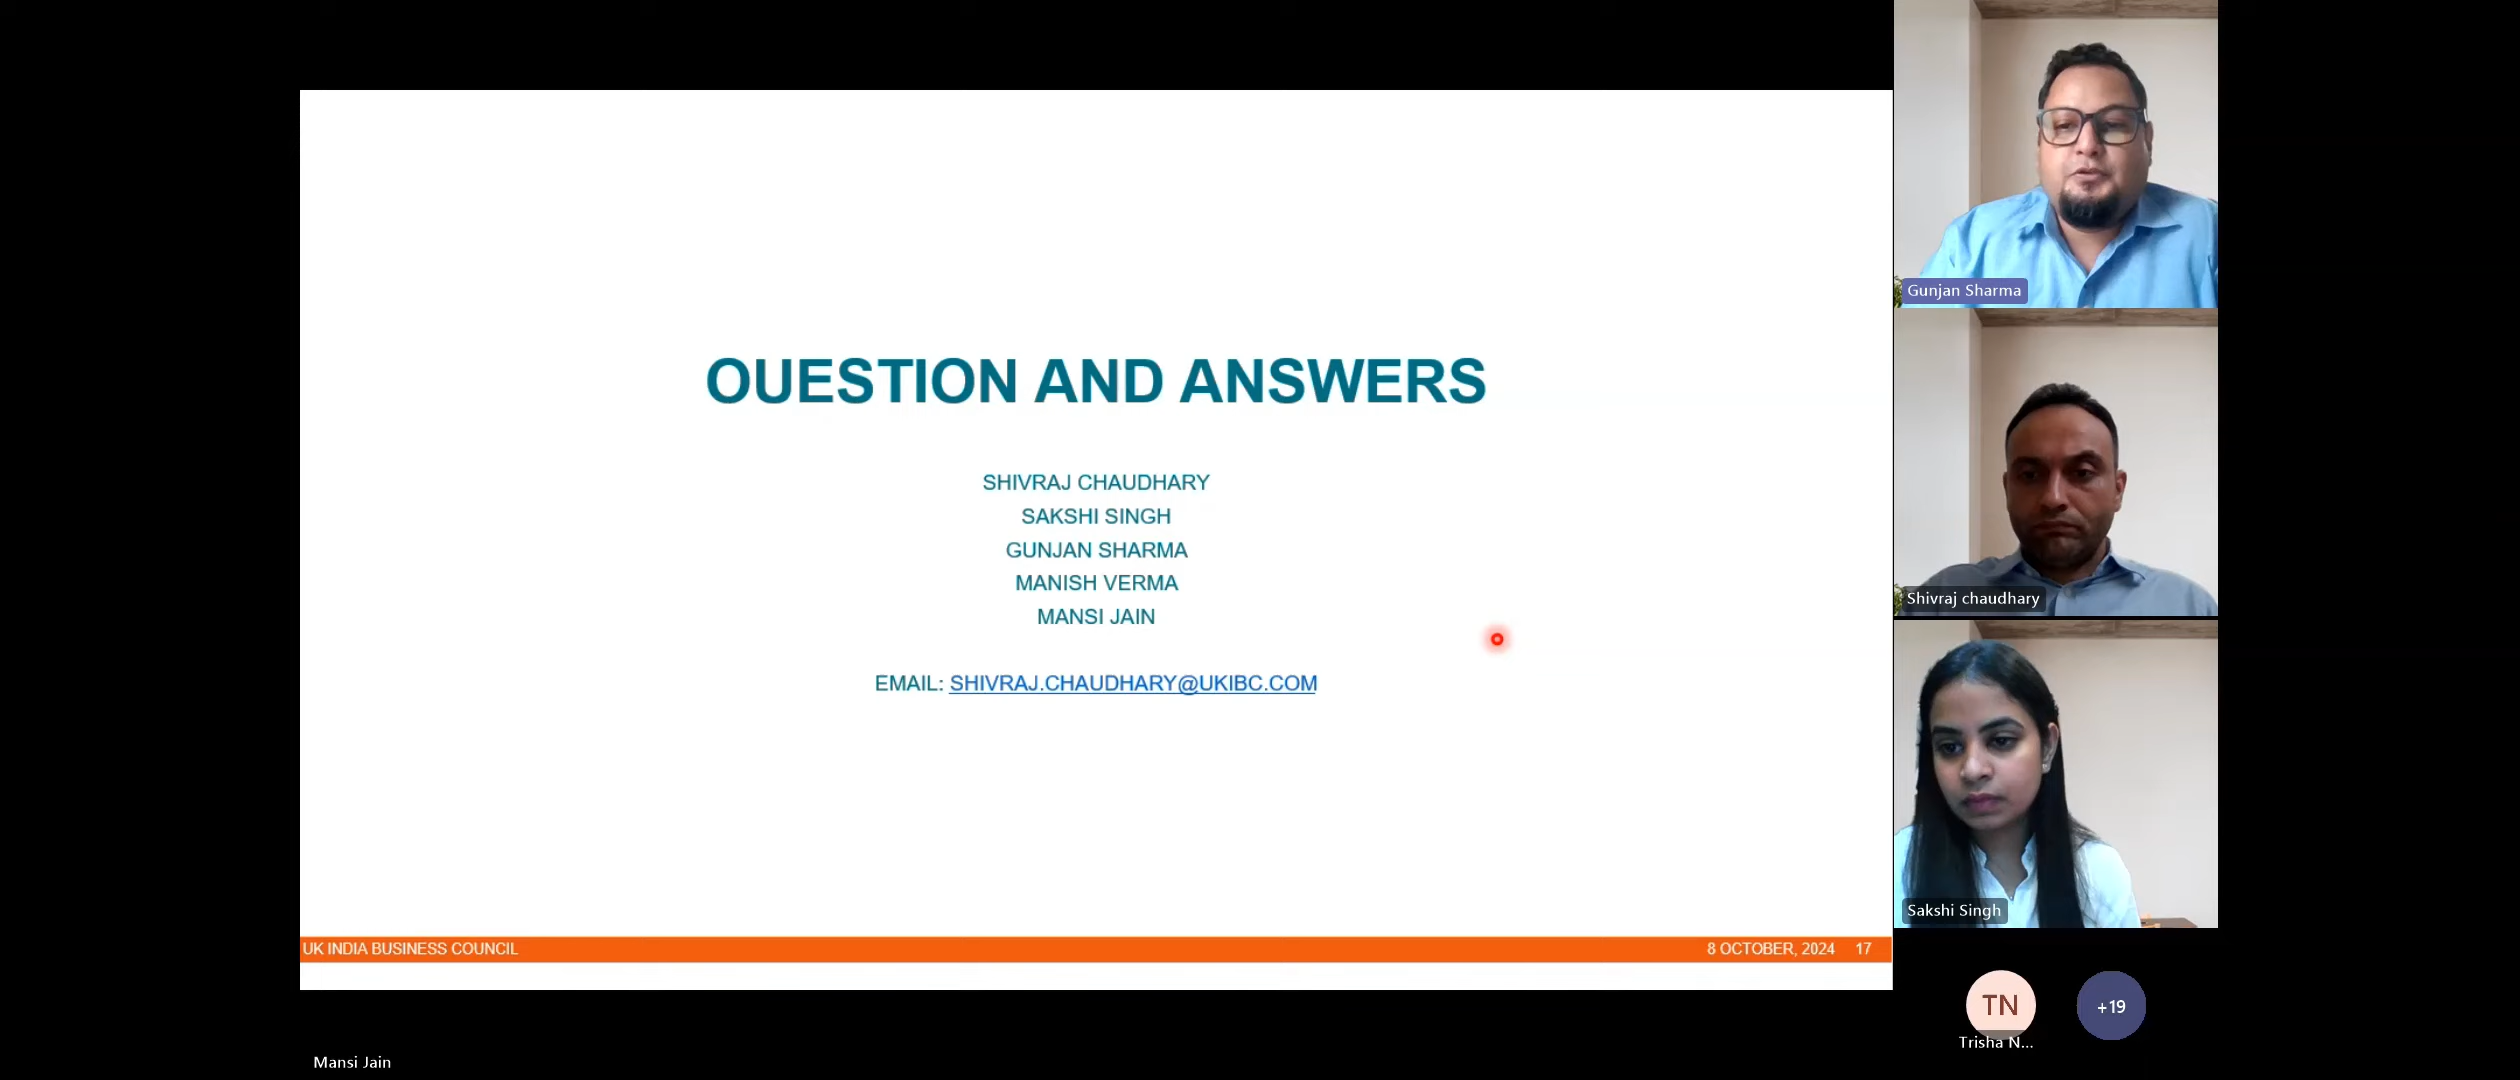 OUESTION AND ANSWERS
SHIVRAJ CHAUDHARY
SAKSHI SINGH
GUNJAN SHARMA
MANISH VERMA
MANSI JAIN
EMAIL: SHIVRAJ.CHAUDHARY@UKIBC.COM
UK INDIA BUSINESS COUNCIL
8 OCTOBER, 2024 17
Gunjan Sharma
Shivraj chaudhary
Sakshi Singh
TN
+19
Trisha N...
Mansi Jain